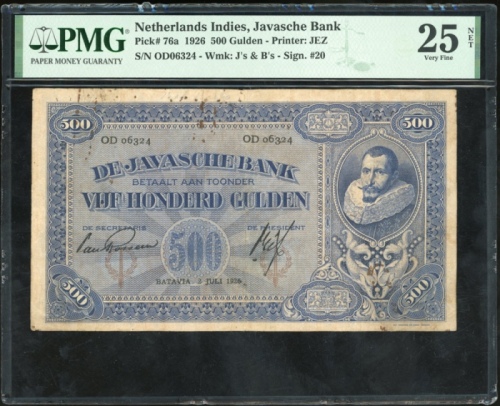 PMG
PAPER MONEY GUARANTY
Netherlands Indies, Javasche Bank
Pick# 76a 1926 500 Gulden - Printer: JEZ
S/N OD06324 - Wmk: J's & B's - Sign. #20
25 NET
Very Fine
500 500
OD 06324 OD 06324
DE JAVASCHE BANK
BETAALT AAN TOONDER
VIJF HONDERD GULDEN
DE SECRETARIS DE PRESIDENT
500
BATAVIA JULI
500 500